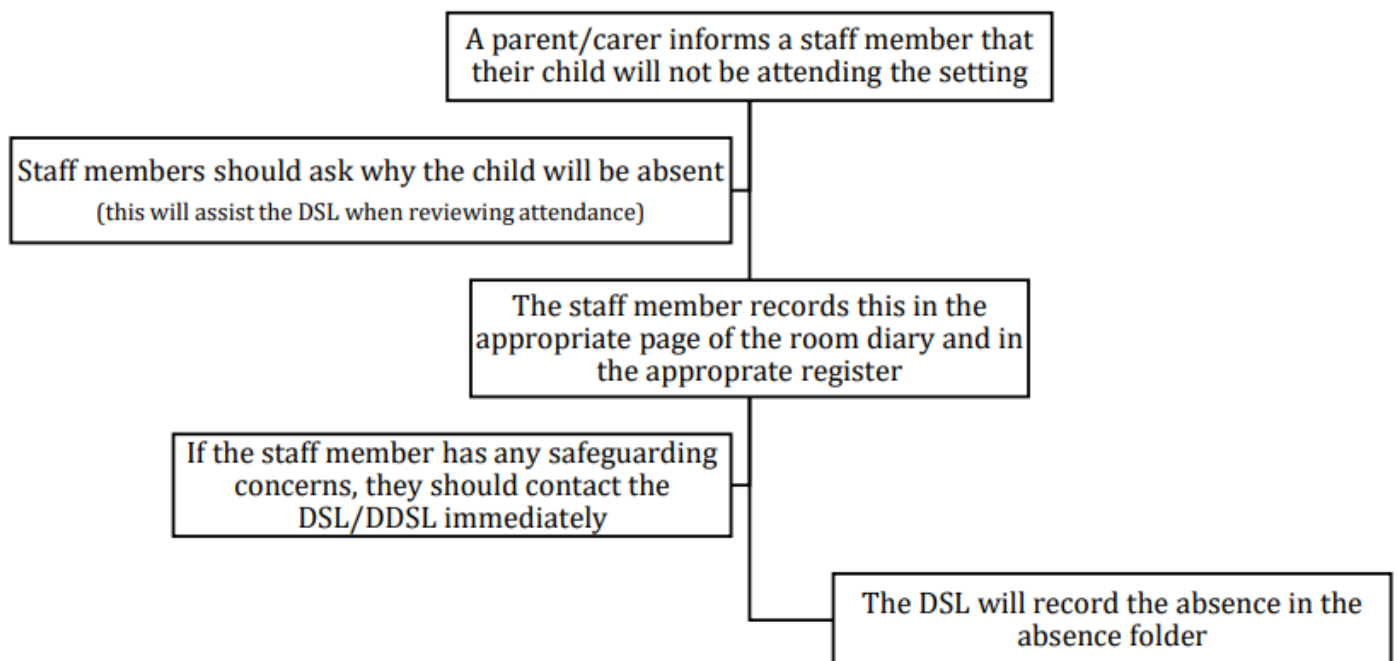 A parent/carer informs a staff member that
their child will not be attending the setting
Staff members should ask why the child will be absent
(this will assist the DSL when reviewing attendance)
The staff member records this in the
appropriate page of the room diary and in
the approprate register
If the staff member has any safeguarding
concerns, they should contact the
DSL/DDSL immediately
The DSL will record the absence in the
absence folder